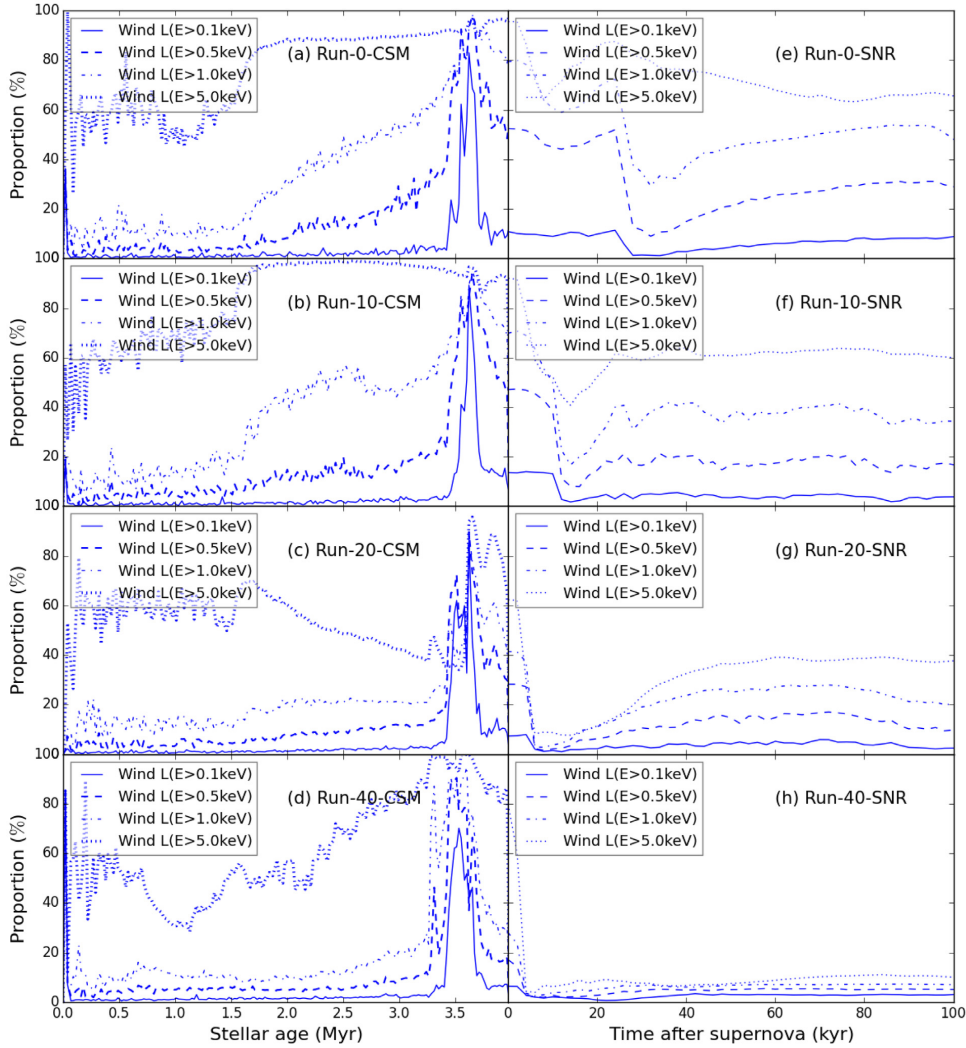 100
80
60
40
20
Proportion (%)
Wind L(E>0.1keV)
Wind L(E>0.5keV)
Wind L(E>1.0keV)
Wind L(E>5.0keV)
(a) Run-0-CSM
Wind L(E>0.1keV)
Wind L(E>0.5keV)
Wind L(E>1.0keV)
Wind L(E>5.0keV)
(e) Run-0-SNR
100
80
60
40
20
Proportion (%)
Wind L(E>0.1keV)
Wind L(E>0.5keV)
Wind L(E>1.0keV)
Wind L(E>5.0keV)
(b) Run-10-CSM
Wind L(E>0.1keV)
Wind L(E>0.5keV)
Wind L(E>1.0keV)
Wind L(E>5.0keV)
(f) Run-10-SNR
100
80
60
40
20
Proportion (%)
Wind L(E>0.1keV)
Wind L(E>0.5keV)
Wind L(E>1.0keV)
Wind L(E>5.0keV)
(c) Run-20-CSM
Wind L(E>0.1keV)
Wind L(E>0.5keV)
Wind L(E>1.0keV)
Wind L(E>5.0keV)
(g) Run-20-SNR
100
80
60
40
20
0
Proportion (%)
Wind L(E>0.1keV)
Wind L(E>0.5keV)
Wind L(E>1.0keV)
Wind L(E>5.0keV)
(d) Run-40-CSM
Wind L(E>0.1keV)
Wind L(E>0.5keV)
Wind L(E>1.0keV)
Wind L(E>5.0keV)
(h) Run-40-SNR
0.0 0.5 1.0 1.5 2.0 2.5 3.0 3.5
20 40 60 80 100
Stellar age (Myr)
Time after supernova (kyr)